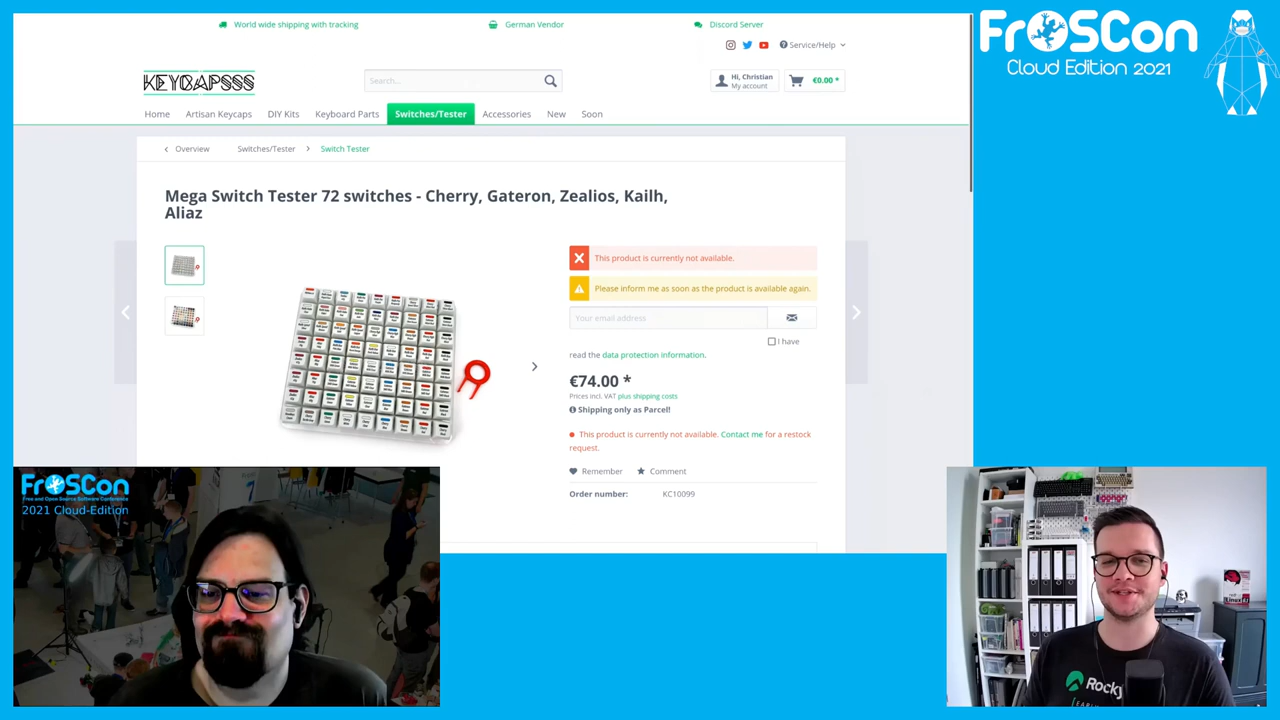 World wide shipping with tracking
German Vendor
Discord Server
Service/Help
KEYCAPSSS
Search...
Hi, Christian
My account
€0.00 *
Home
Artisan Keycaps
DIY Kits
Keyboard Parts
Switches/Tester
Accessories
New
Soon
Overview
Switches/Tester
Switch Tester
Mega Switch Tester 72 switches - Cherry, Gateron, Zealios, Kailh,
Aliaz
This product is currently not available.
Please inform me as soon as the product is available again.
Your email address
I have
read the data protection information.
€74.00 *
Prices incl. VAT plus shipping costs
Shipping only as Parcel!
This product is currently not available. Contact me for a restock
request.
Remember
Comment
Order number:
KC10099
FrOSCon
Cloud Edition 2021
FrOSCon
Free and Open Source Software Conference
2021 Cloud-Edition
Rocky